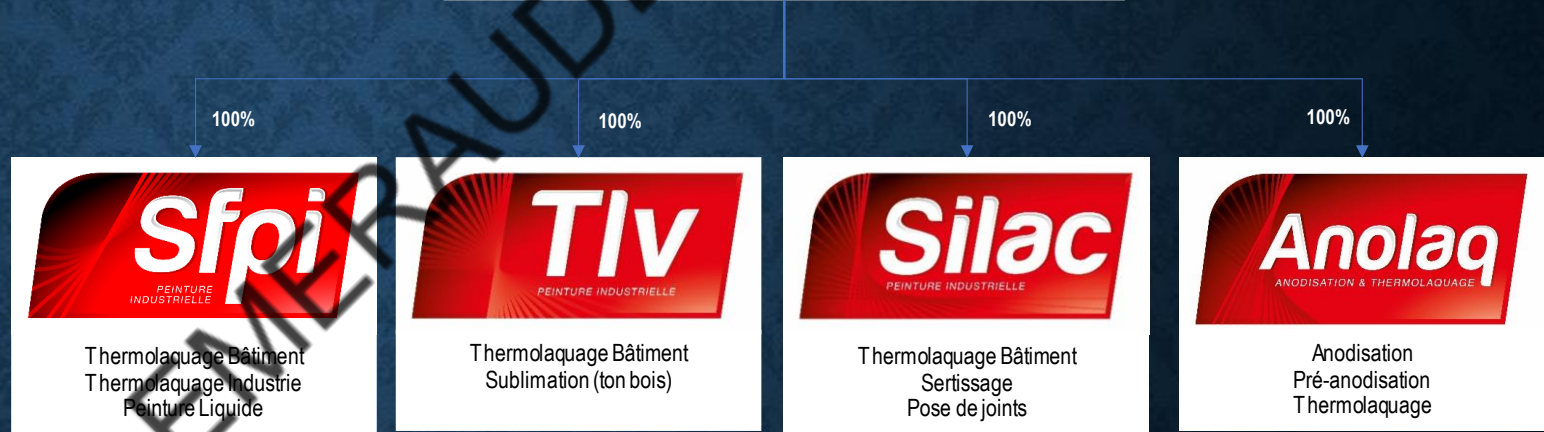 100%
100%
100%
100%
Sfpi
PEINTURE
INDUSTRIELLE
Thermolaquage Bâtiment
Thermolaquage Industrie
Peinture Liquide
Tlv
PEINTURE INDUSTRIELLE
Thermolaquage Bâtiment
Sublimation (ton bois)
Silac
PEINTURE INDUSTRIELLE
Thermolaquage Bâtiment
Sertissage
Pose de joints
Anolaq
ANODISATION & THERMOLAQUAGE
Anodisation
Pré-anodisation
Thermolaquage
EMERAUD